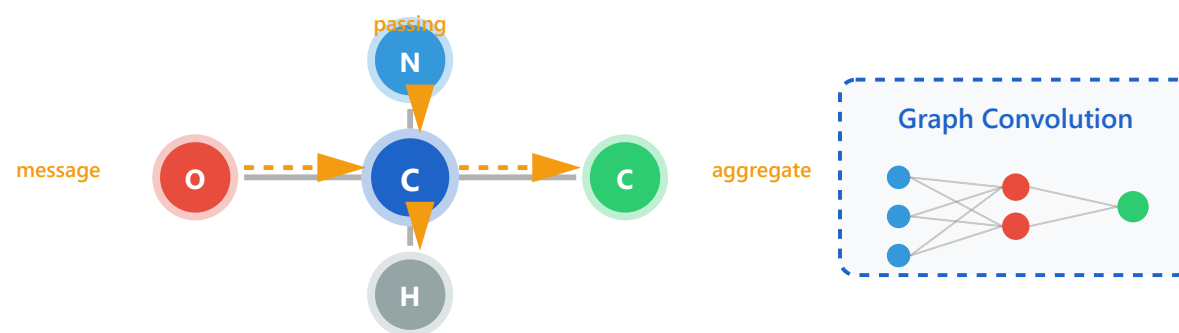 passing
N
Graph Convolution
message
O
C
C
aggregate
H